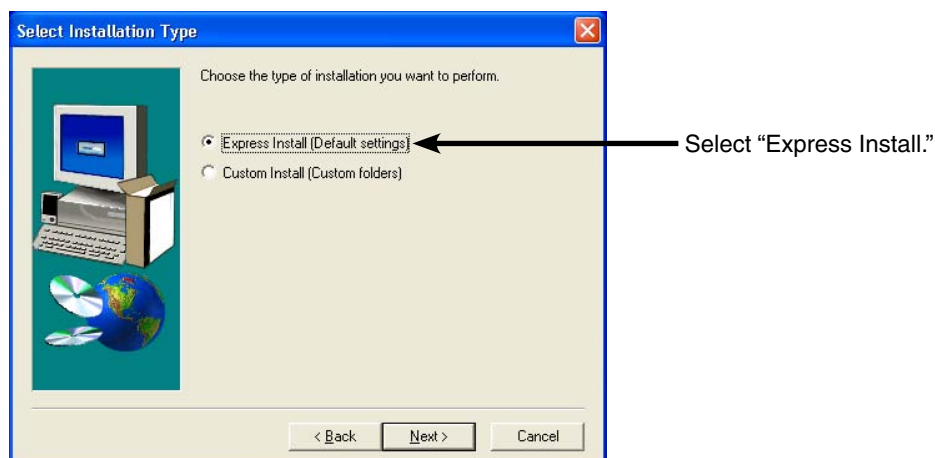 Select Installation Type
Choose the type of installation you want to perform.
Express Install (Default settings)
Select “Express Install.”
Custom Install (Custom folders)
< Back
Next >
Cancel